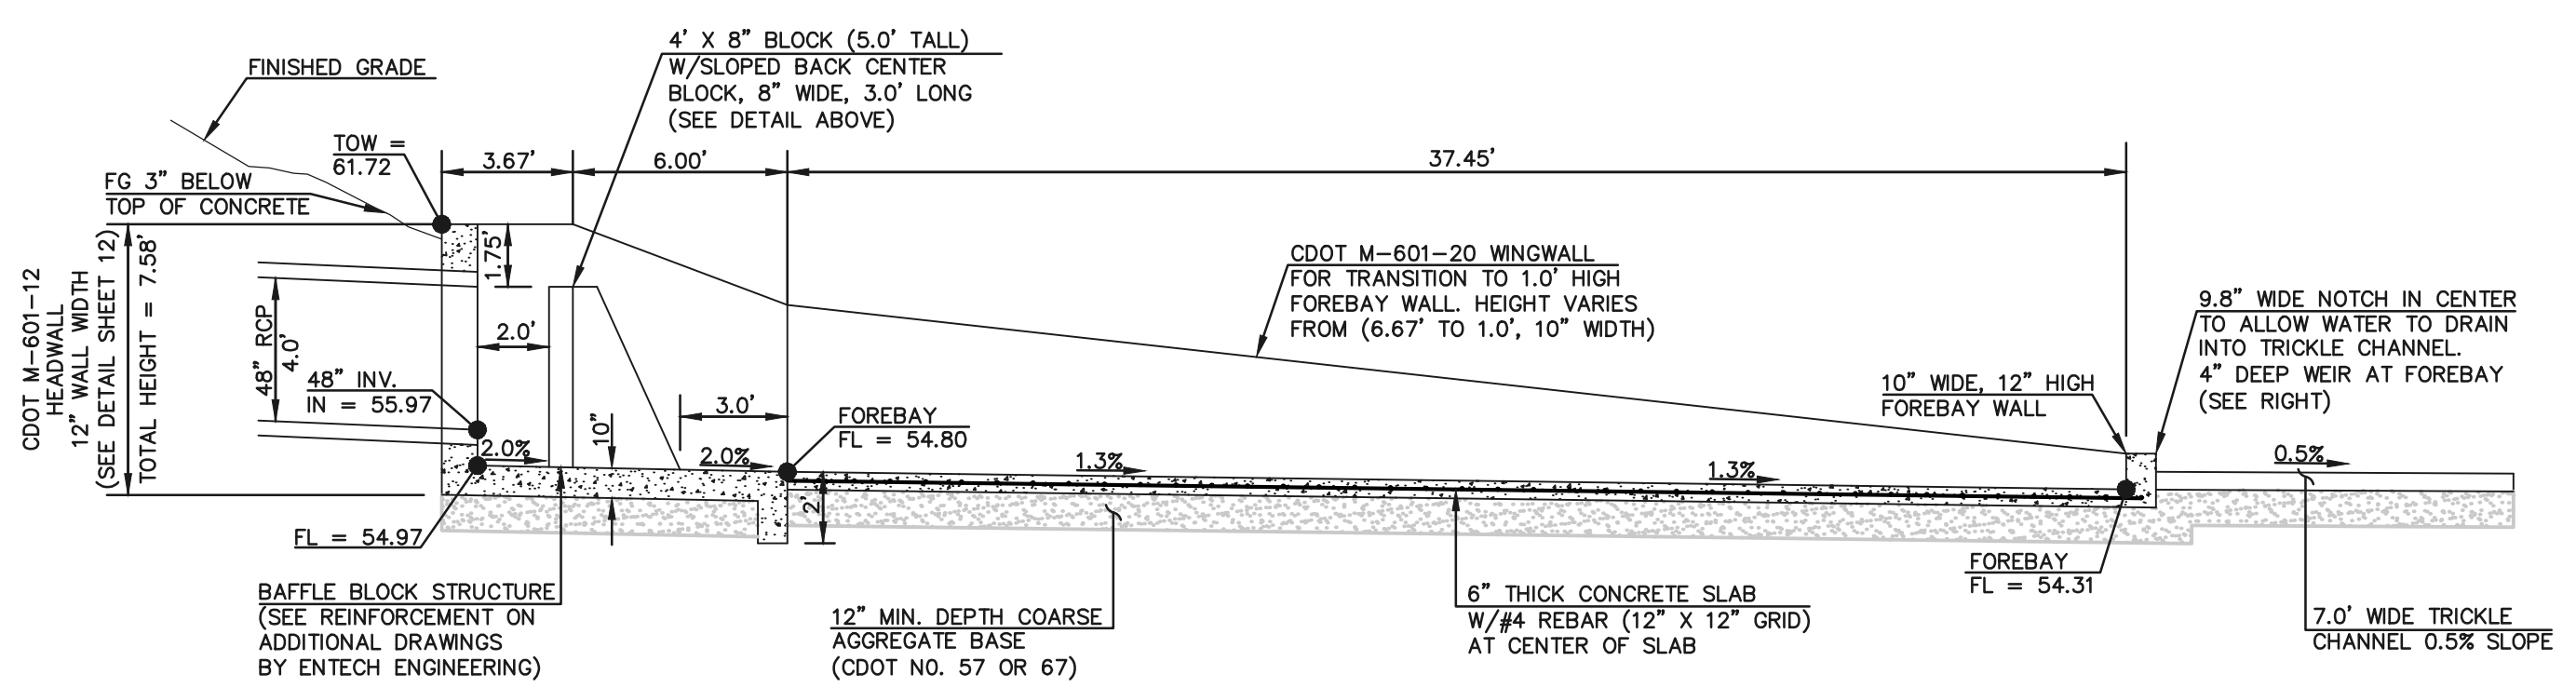 4' X 8" BLOCK (5.0' TALL)
W/SLOPED BACK CENTER
BLOCK, 8" WIDE, 3.0' LONG
(SEE DETAIL ABOVE)
FINISHED GRADE
TOW =
61.72
3.67'
6.00'
37.45'
FG 3" BELOW
TOP OF CONCRETE
CDOT M-601-12
HEADWALL
12" WALL WIDTH
(SEE DETAIL SHEET 12)
TOTAL HEIGHT = 7.58'
1.75'
48" RCP
4.0'
2.0'
48" INV.
IN = 55.97
2.0%
10"
3.0'
2.0%
FOREBAY
FL = 54.80
2'
CDOT M-601-20 WINGWALL
FOR TRANSITION TO 1.0' HIGH
FOREBAY WALL. HEIGHT VARIES
FROM (6.67' TO 1.0', 10" WIDTH)
9.8" WIDE NOTCH IN CENTER
TO ALLOW WATER TO DRAIN
INTO TRICKLE CHANNEL.
4" DEEP WEIR AT FOREBAY
(SEE RIGHT)
10" WIDE, 12" HIGH
FOREBAY WALL
1.3%
1.3%
0.5%
FL = 54.97
FOREBAY
FL = 54.31
BAFFLE BLOCK STRUCTURE
(SEE REINFORCEMENT ON
ADDITIONAL DRAWINGS
BY ENTECH ENGINEERING)
12" MIN. DEPTH COARSE
AGGREGATE BASE
(CDOT NO. 57 OR 67)
6" THICK CONCRETE SLAB
W/#4 REBAR (12" X 12" GRID)
AT CENTER OF SLAB
7.0' WIDE TRICKLE
CHANNEL 0.5% SLOPE